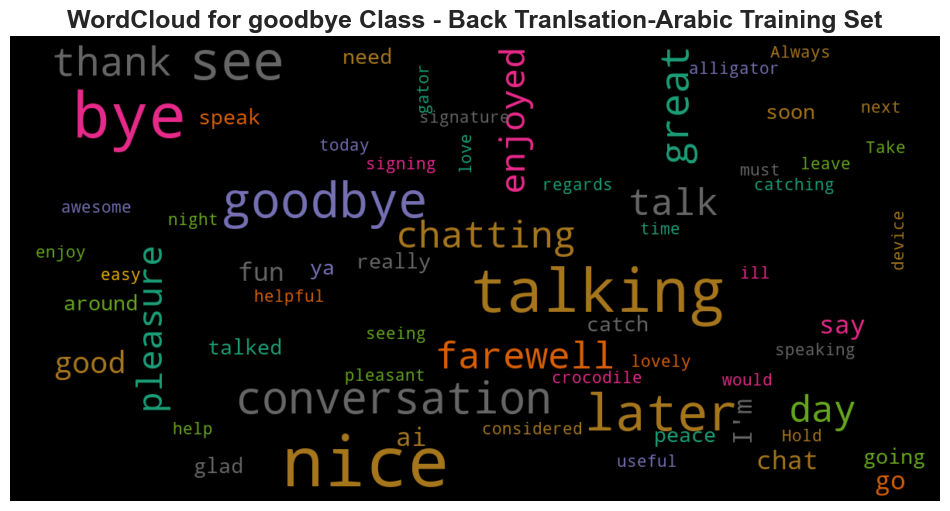 WordCloud for goodbye Class - Back Tranlsation-Arabic Training Set
thank
see
need
gator
enjoyed
great
Always
alligator
bye
speak
signature
soon
next
today
signing
love
Take
must
leave
regards
catching
awesome
night
goodbye
talk
time
device
chatting
enjoy
easy
pleasure
fun
ya
really
talking
ill
around
helpful
catch
say
seeing
speaking
good
talked
farewell
lovely
pleasant
crocodile
would
conversation
later
day
I'm
help
nice
ai
considered
peace
Hold
glad
useful
chat
going
go